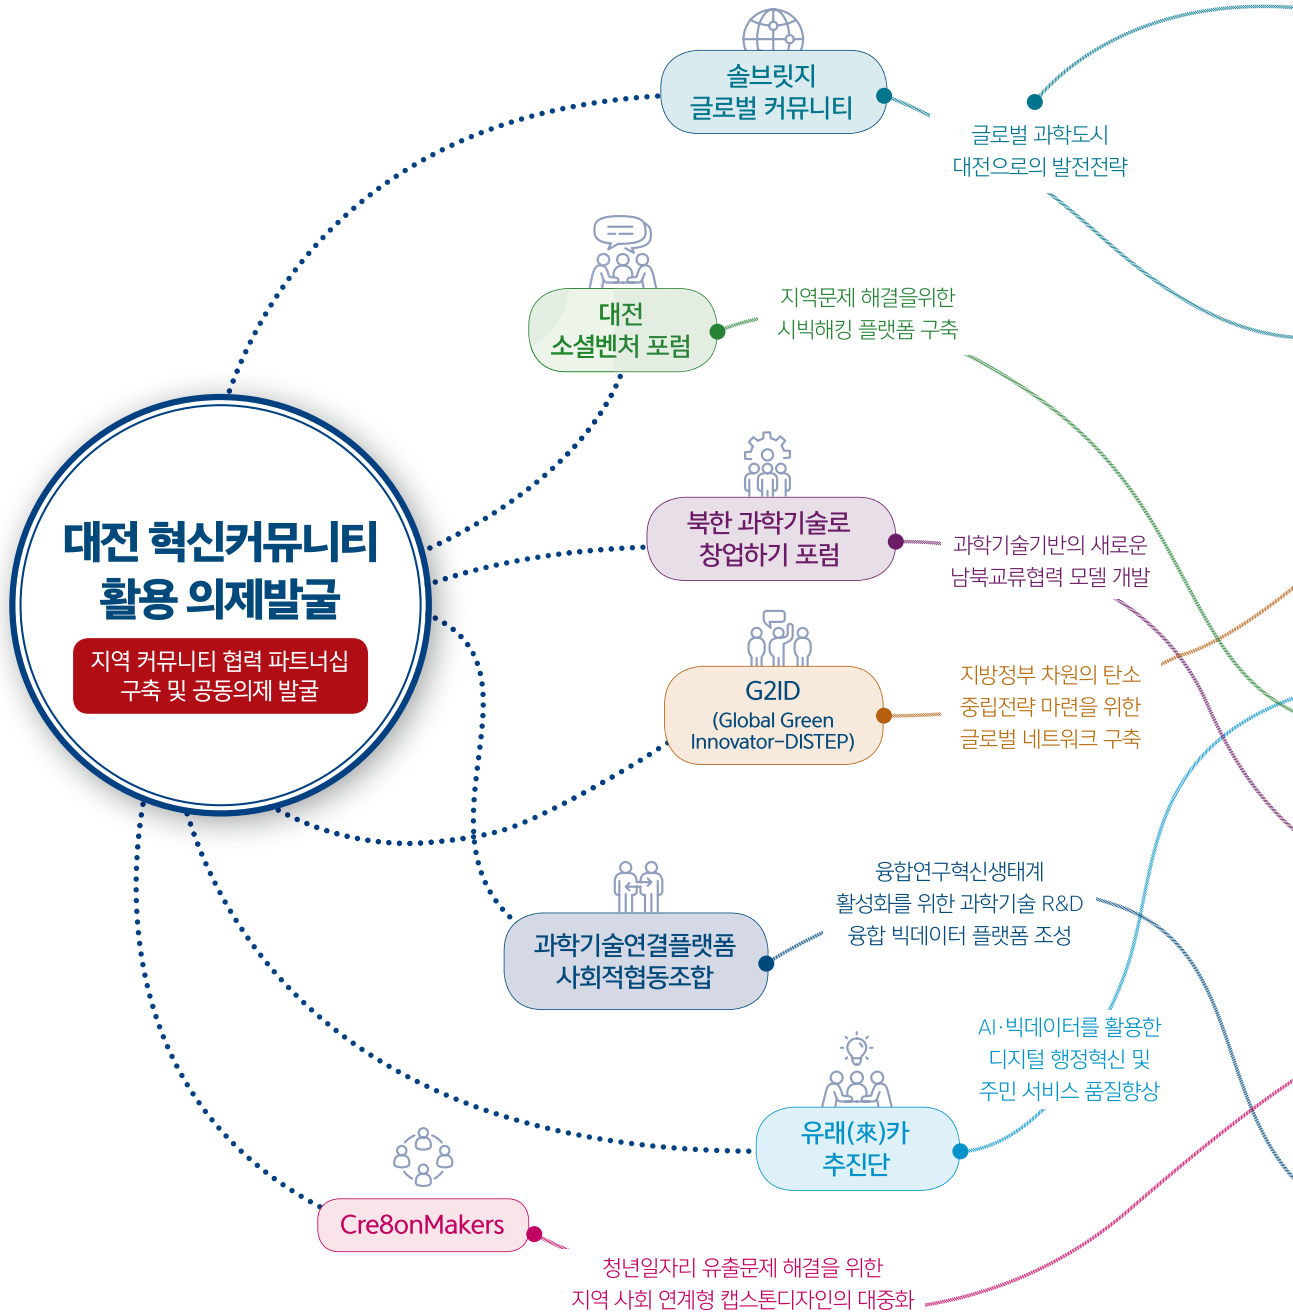 솔브릿지
글로벌 커뮤니티
글로벌 과학도시
대전으로의 발전전략
대전
소셜벤처 포럼
지역문제 해결을위한
시빅해킹 플랫폼 구축
대전 혁신커뮤니티
활용 의제발굴
지역 커뮤니티 협력 파트너십
구축 및 공동의제 발굴
북한 과학기술로
창업하기 포럼
과학기술기반의 새로운
남북교류협력 모델 개발
G2ID
(Global Green
Innovator-DISTEP)
지방정부 차원의 탄소
중립전략 마련을 위한
글로벌 네트워크 구축
과학기술연결플랫폼
사회적협동조합
융합연구혁신생태계
활성화를 위한 과학기술 R&D
융합 빅데이터 플랫폼 조성
유래(來)카
추진단
AI·빅데이터를 활용한
디지털 행정혁신 및
주민 서비스 품질향상
Cre8onMakers
청년일자리 유출문제 해결을 위한
지역 사회 연계형 캡스톤디자인의 대중화